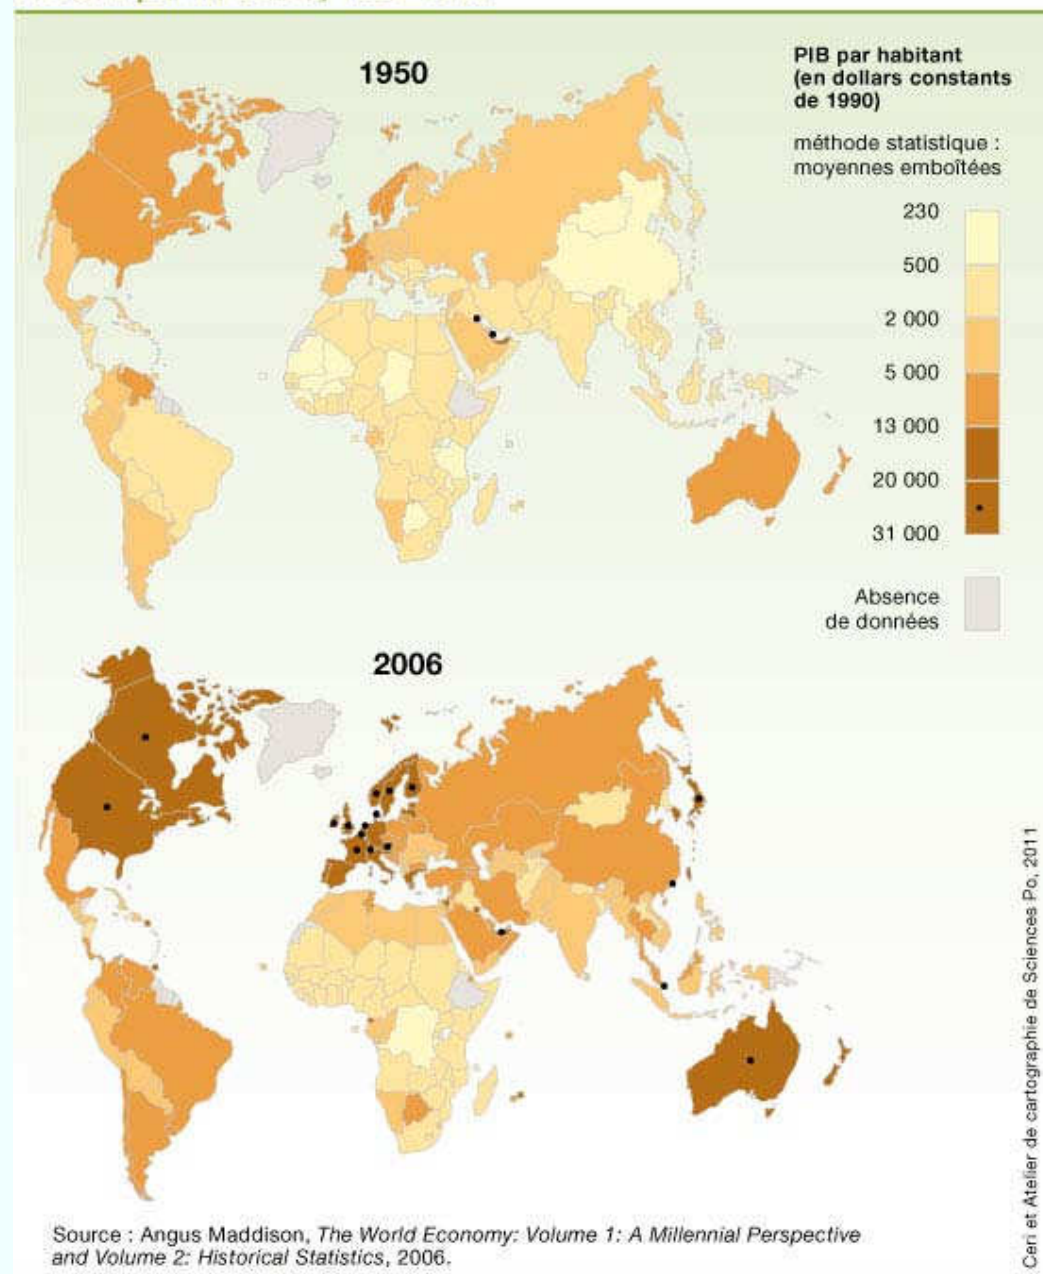 1950
PIB par habitant
(en dollars constants
de 1990)
méthode statistique :
moyennes emboîtées
230
500
2 000
5 000
13 000
20 000
31 000
Absence
de données
2006
Source : Angus Maddison, The World Economy: Volume 1: A Millennial Perspective
and Volume 2: Historical Statistics, 2006.
Ceri et Atelier de cartographie de Sciences Po, 2011